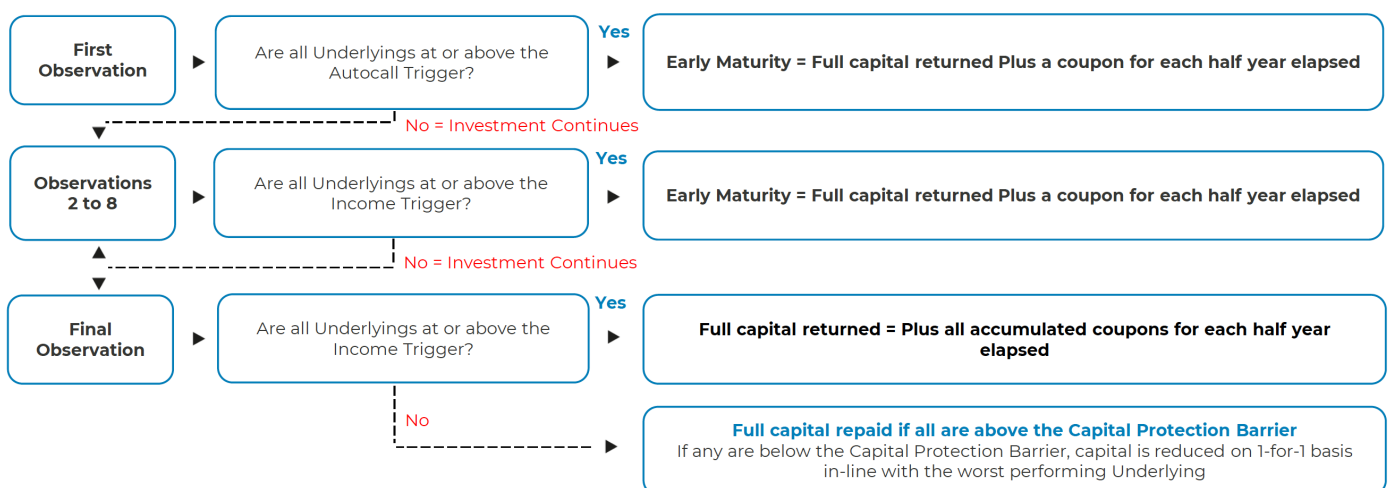 First
Observation
Are all Underlyings at or above the
Autocall Trigger?
Yes
Early Maturity = Full capital returned Plus a coupon for each half year elapsed
No = Investment Continues
Observations
2 to 8
Are all Underlyings at or above the
Income Trigger?
Yes
Early Maturity = Full capital returned Plus a coupon for each half year elapsed
No = Investment Continues
Final
Observation
Are all Underlyings at or above the
Income Trigger?
Yes
Full capital returned = Plus all accumulated coupons for each half year
elapsed
No
Full capital repaid if all are above the Capital Protection Barrier
If any are below the Capital Protection Barrier, capital is reduced on 1-for-1 basis
in-line with the worst performing Underlying